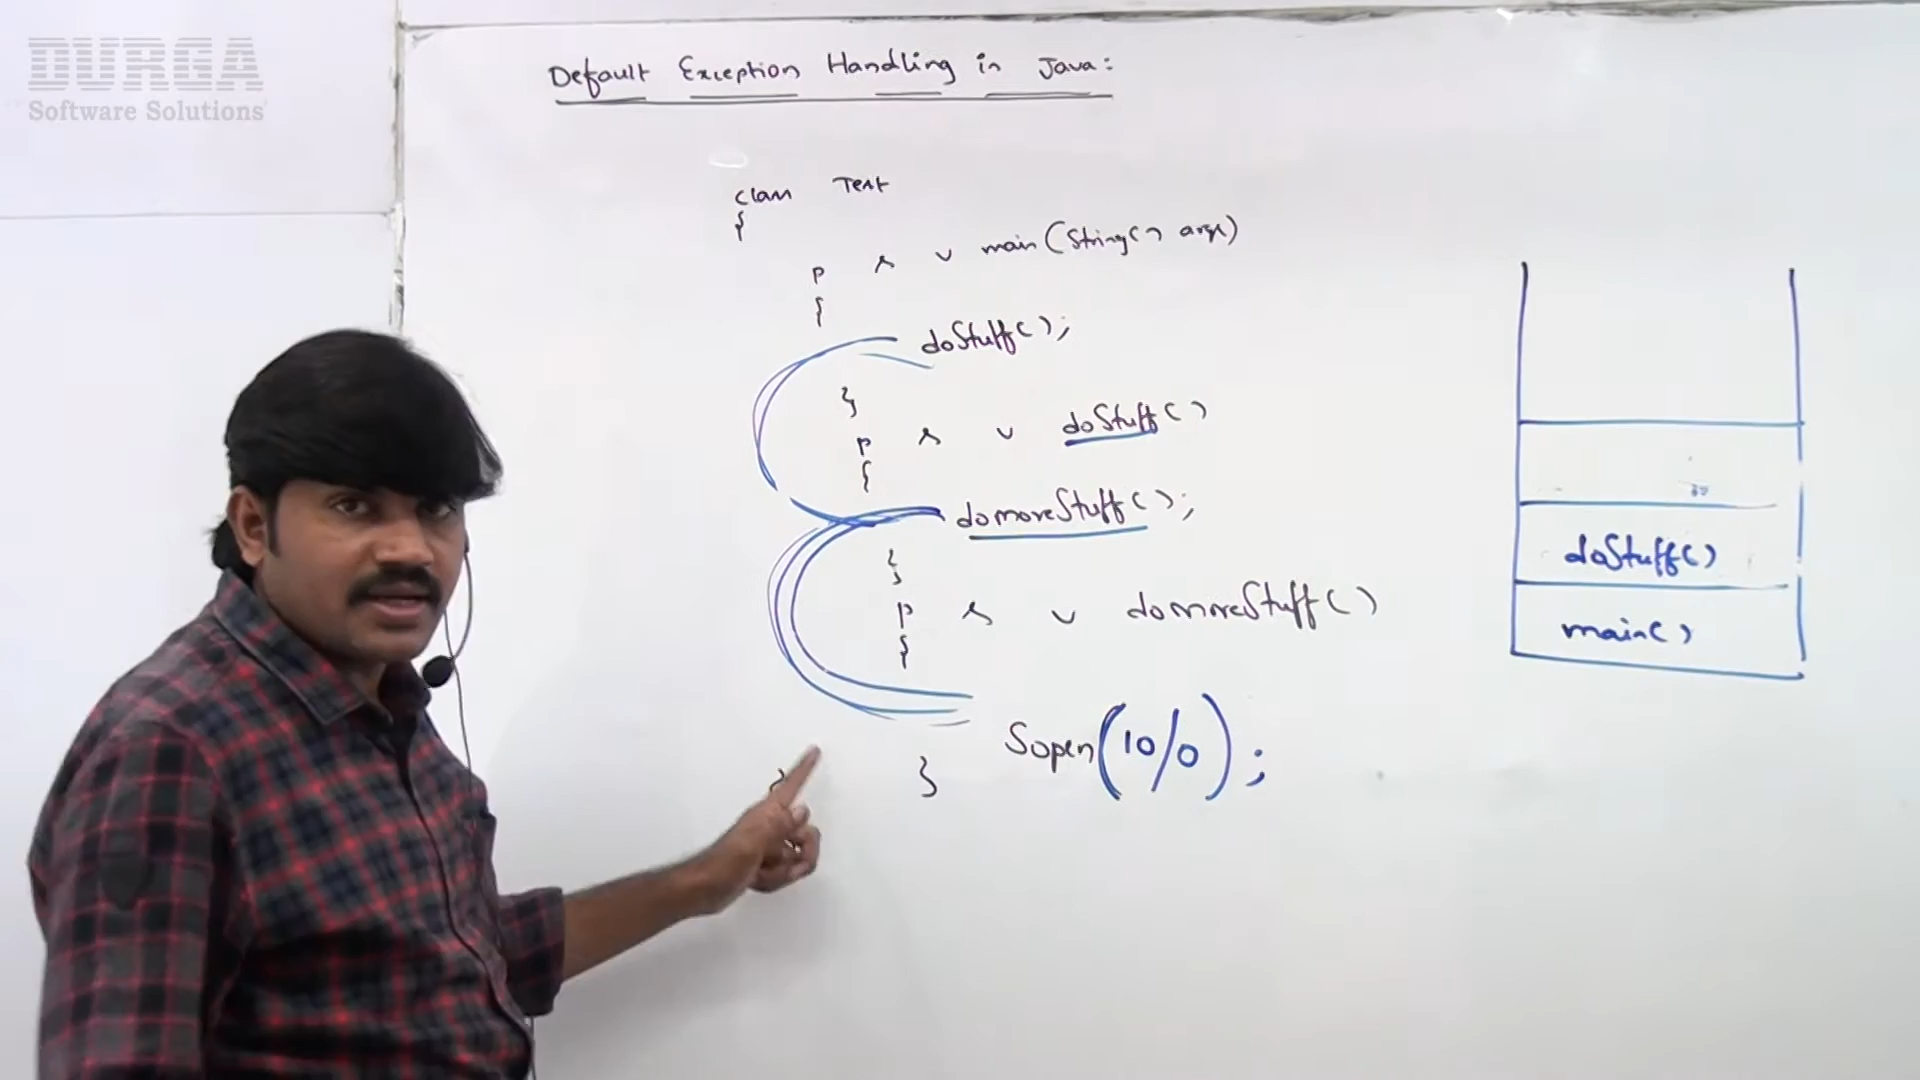 DURGA
Software Solutions
Default Exception Handling in Java:
class Test
{
p s v main(String[] args)
{
doStuff();
}
p s v doStuff()
{
domoreStuff();
}
p s v domoreStuff()
{
Sopen(10/0);
}
}
doStuff()
main()